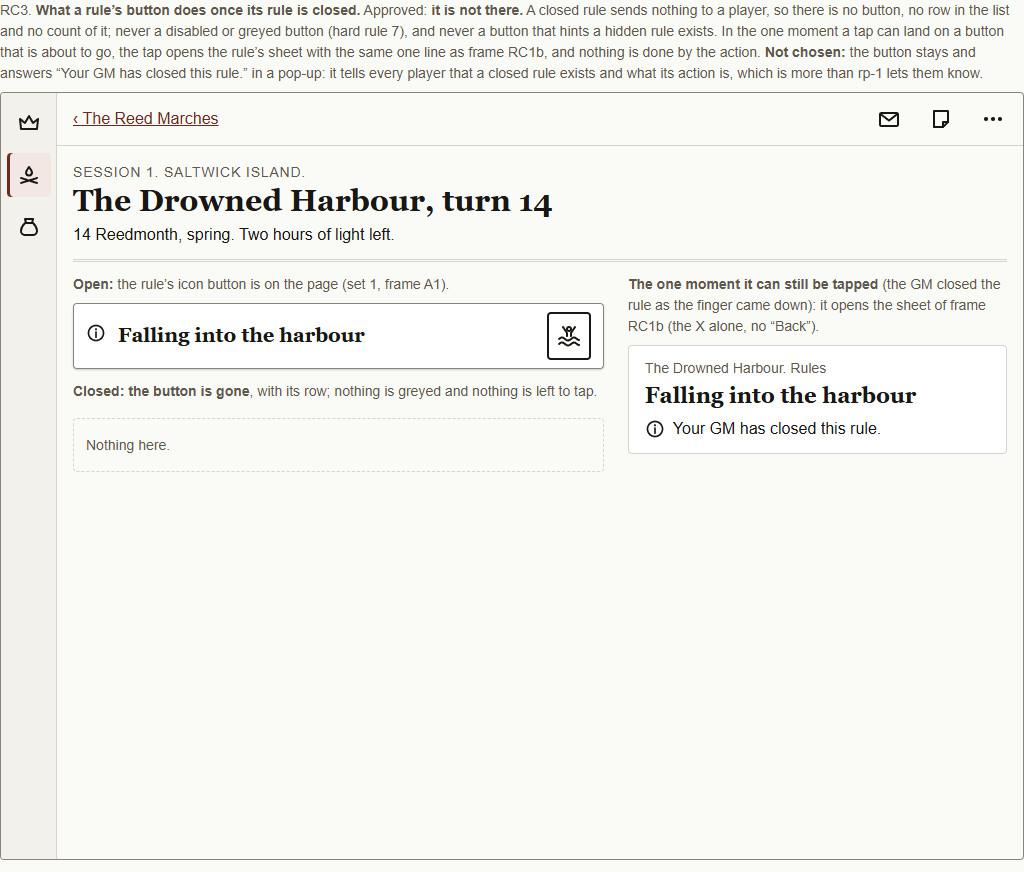 RC3. What a rule’s button does once its rule is closed. Approved: it is not there. A closed rule sends nothing to a player, so there is no button, no row in the list
and no count of it; never a disabled or greyed button (hard rule 7), and never a button that hints a hidden rule exists. In the one moment a tap can land on a button
that is about to go, the tap opens the rule’s sheet with the same one line as frame RC1b, and nothing is done by the action. Not chosen: the button stays and
answers “Your GM has closed this rule.” in a pop-up: it tells every player that a closed rule exists and what its action is, which is more than rp-1 lets them know.
‹ The Reed Marches
SESSION 1. SALTWICK ISLAND.
The Drowned Harbour, turn 14
14 Reedmonth, spring. Two hours of light left.
Open: the rule’s icon button is on the page (set 1, frame A1).
Falling into the harbour
Closed: the button is gone, with its row; nothing is greyed and nothing is left to tap.
Nothing here.
The one moment it can still be tapped (the GM closed the
rule as the finger came down): it opens the sheet of frame
RC1b (the X alone, no “Back”).
The Drowned Harbour. Rules
Falling into the harbour
Your GM has closed this rule.